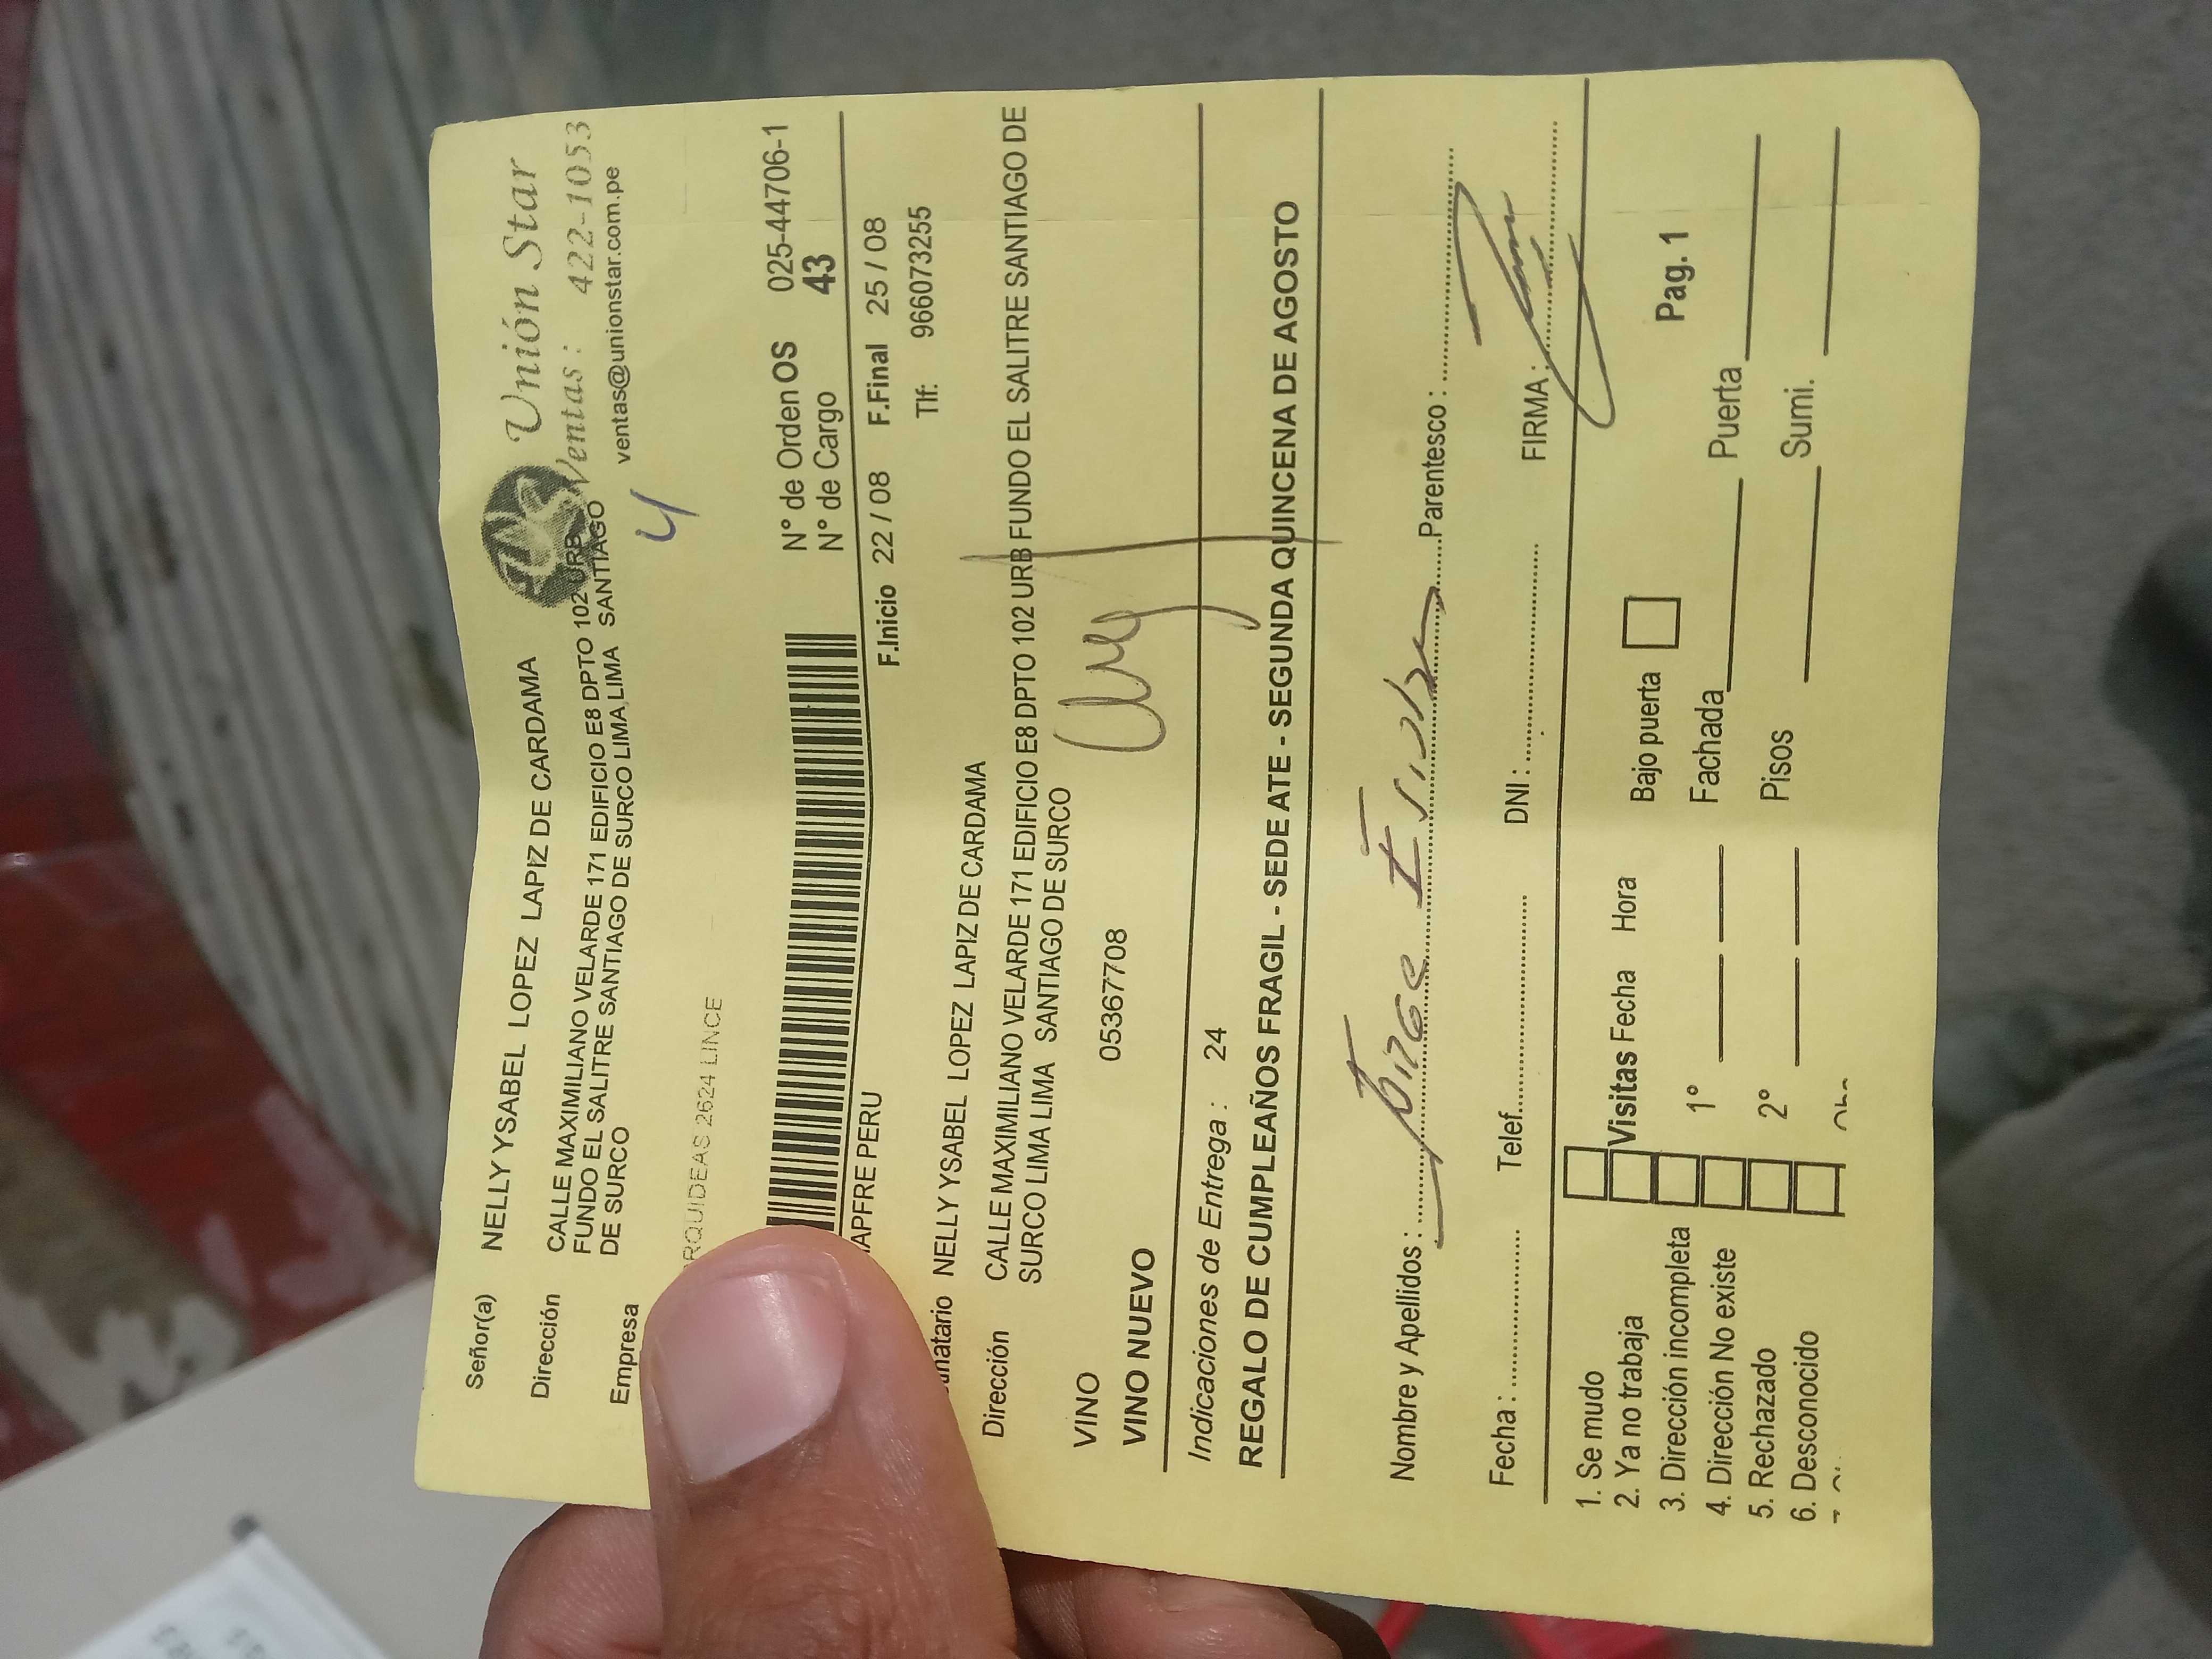 Unión Star
Ventas: 422-1053
ventas@unionstar.com.pe
Señor(a) NELLY YSABEL LOPEZ LAPIZ DE CARDAMA
Dirección CALLE MAXIMILIANO VELARDE 171 EDIFICIO E8 DPTO 102 URB
FUNDO EL SALITRE SANTIAGO DE SURCO LIMA LIMA SANTIAGO
DE SURCO
Empresa
4
RQUIDEAS 2624 LINCE
N° de Orden OS 025-44706-1
N° de Cargo 43
APFRE PERU
F.Inicio 22 / 08 F.Final 25 / 08
Tlf: 966073255
natario NELLY YSABEL LOPEZ LAPIZ DE CARDAMA
Dirección CALLE MAXIMILIANO VELARDE 171 EDIFICIO E8 DPTO 102 URB FUNDO EL SALITRE SANTIAGO DE
SURCO LIMA LIMA SANTIAGO DE SURCO
VINO 053677708
VINO NUEVO
Indicaciones de Entrega : 24
REGALO DE CUMPLEAÑOS FRAGIL - SEDE ATE - SEGUNDA QUINCENA DE AGOSTO
Nombre y Apellidos : Parentesco :
Fecha : Telef. DNI : FIRMA :
1. Se mudo
2. Ya no trabaja Visitas Fecha Hora Bajo puerta Pag. 1
3. Dirección incompleta
4. Dirección No existe 1° Fachada Puerta
5. Rechazado 2° Pisos Sumi.
6. Desconocido